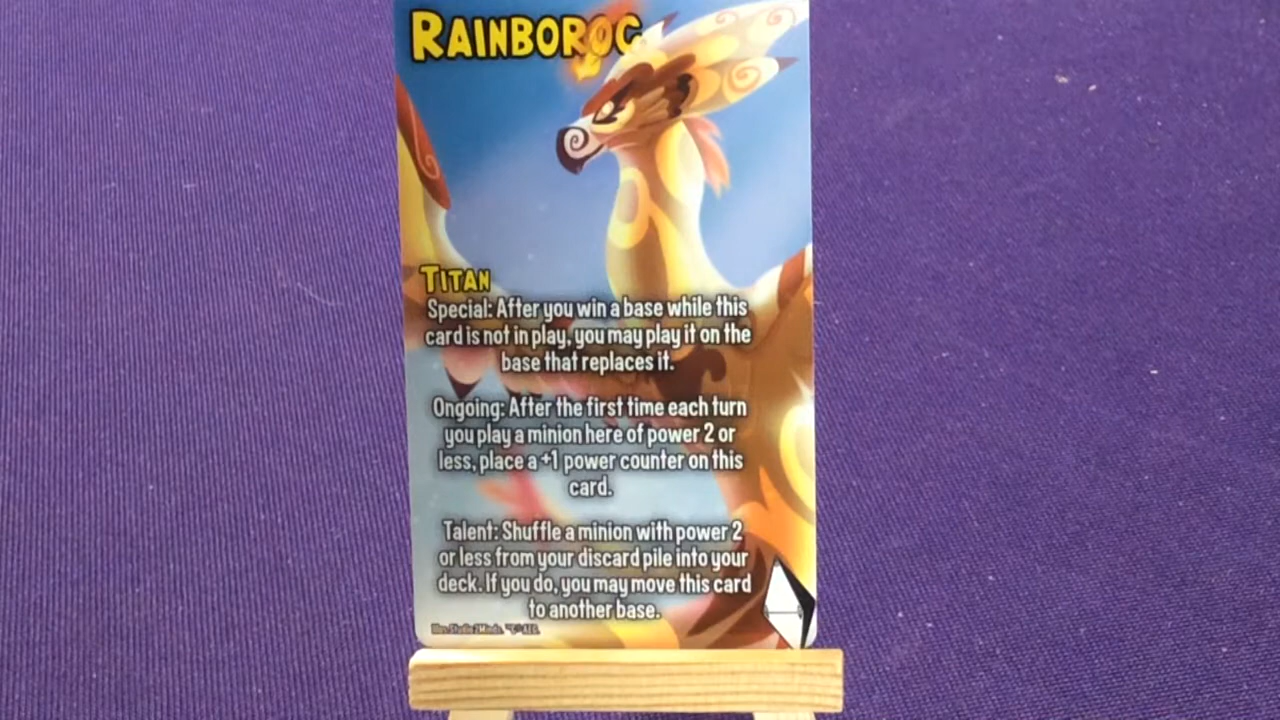 RAINBOROC
TITAN
Special: After you win a base while this
card is not in play, you may play it on the
base that replaces it.
Ongoing: After the first time each turn
you play a minion here of power 2 or
less, place a +1 power counter on this
card.
Talent: Shuffle a minion with power 2
or less from your discard pile into your
deck. If you do, you may move this card
to another base.